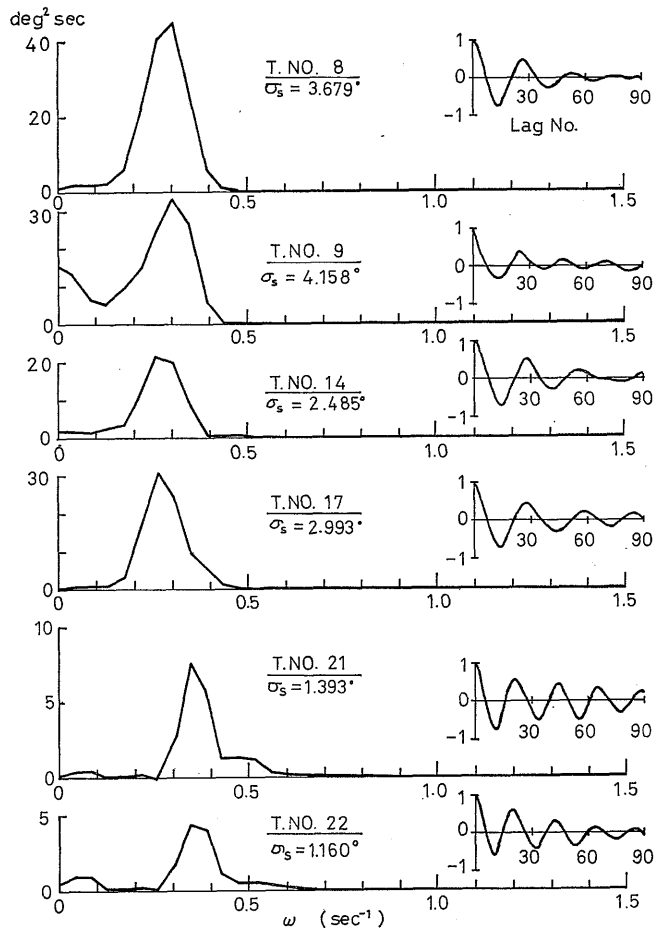 deg² sec
40
20
0
T.NO. 8
σs = 3.679°
1
0
-1
30 60 90
Lag No.
0 0.5 1.0 1.5
30
0
T.NO. 9
σs = 4.158°
1
0
-1
30 60 90
0 0.5 1.0 1.5
20
0
T.NO. 14
σs = 2.485°
1
0
-1
30 60 90
0 0.5 1.0 1.5
30
0
T.NO. 17
σs = 2.993°
1
0
-1
30 60 90
0 0.5 1.0 1.5
10
5
0
T.NO. 21
σs = 1.393°
1
0
-1
30 60 90
0 0.5 1.0 1.5
5
0
T.NO. 22
σs = 1.160°
1
0
-1
30 60 90
0 0.5 1.0 1.5
ω (sec⁻¹)